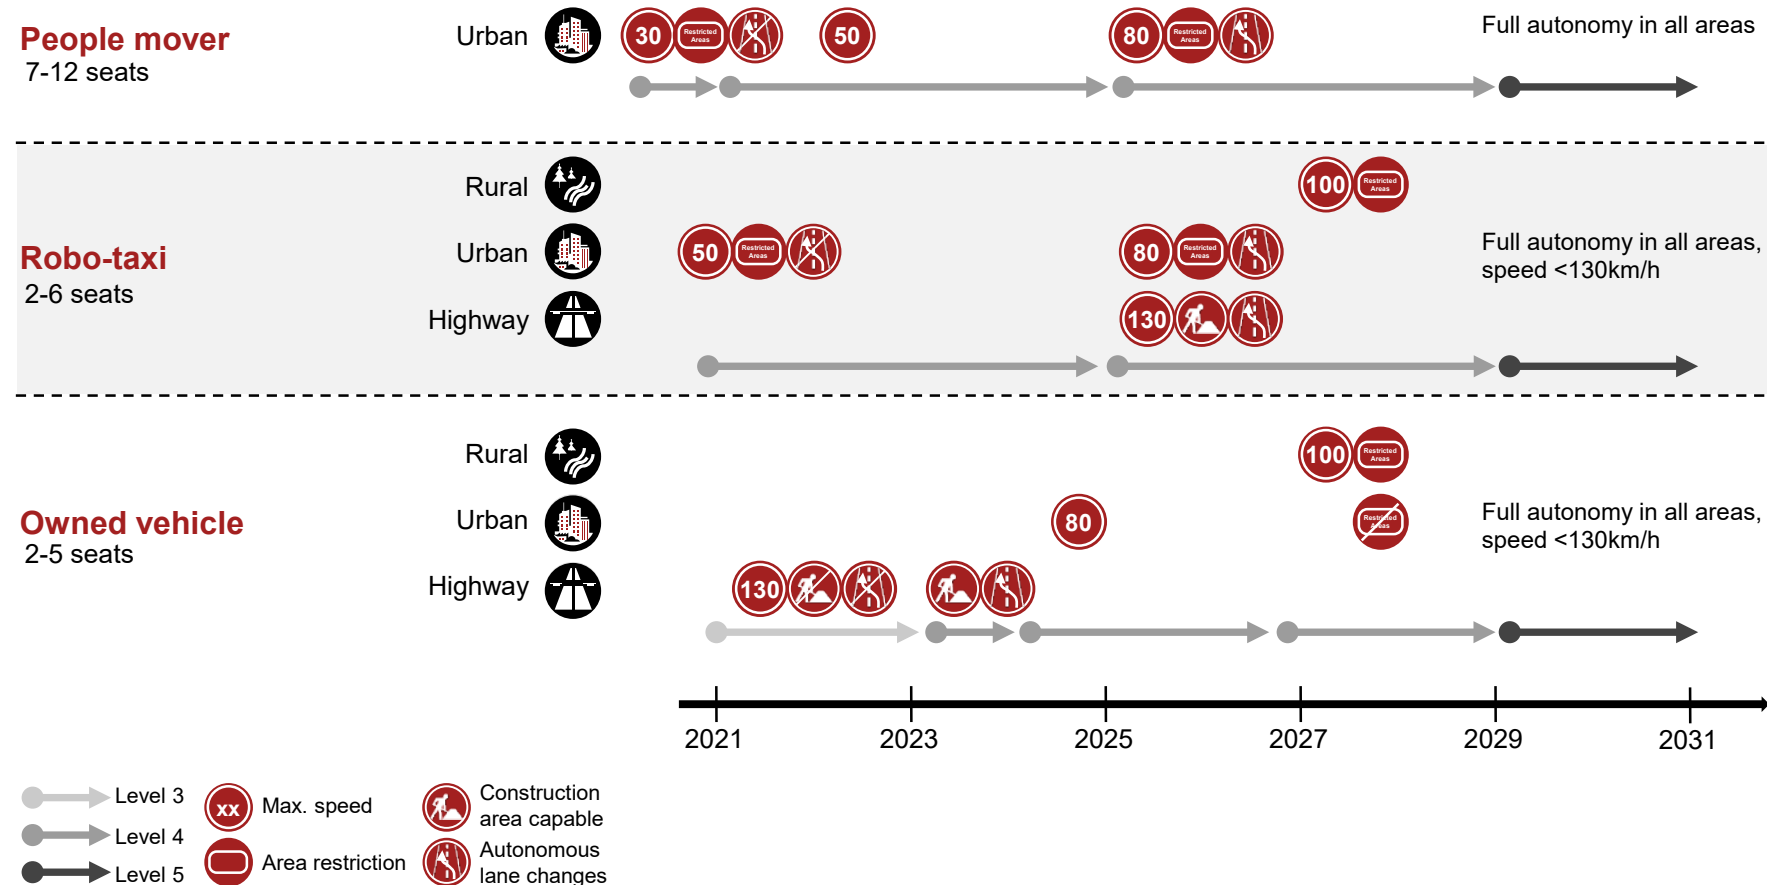 People mover
7-12 seats
Urban
30
Restricted
Areas
50
80
Restricted
Areas
Full autonomy in all areas
Rural
100
Restricted
Areas
Robo-taxi
2-6 seats
Urban
50
Restricted
Areas
80
Restricted
Areas
Full autonomy in all areas,
speed <130km/h
Highway
130
Rural
100
Restricted
Areas
Owned vehicle
2-5 seats
Urban
80
Restricted
Areas
Full autonomy in all areas,
speed <130km/h
Highway
130
2021
2023
2025
2027
2029
2031
Level 3
Level 4
Level 5
xx
Max. speed
Area restriction
Construction
area capable
Autonomous
lane changes